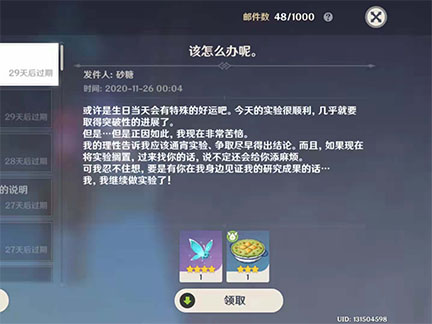 邮件数 48/1000
该怎么办呢。
发件人: 砂糖
时间: 2020-11-26 00:04
29天后过期
29天后过期
28天后过期
的说明
27天后过期
27天后过期
或许是生日当天会有特殊的好运吧。今天的实验很顺利，几乎就要
取得突破性的进展了。
但是…但是正因如此，我现在非常苦恼。
我的理性告诉我应该通宵实验、争取尽早得出结论。而且，如果现在
将实验搁置，过来找你的话，说不定还会给你添麻烦。
可我忍不住想，要是有你在我身边见证我的研究成果的话…
我，我继续做实验了！
1
1
领取
UID: 131504598